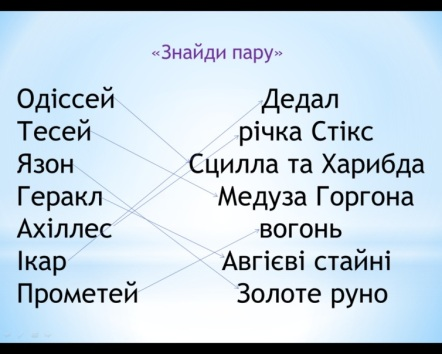 «Знайди пару»
Одіссей Дедал
Тесей річка Стікс
Язон Сцилла та Харибда
Геракл Медуза Горгона
Ахіллес вогонь
Ікар Авгієві стайні
Прометей Золоте руно